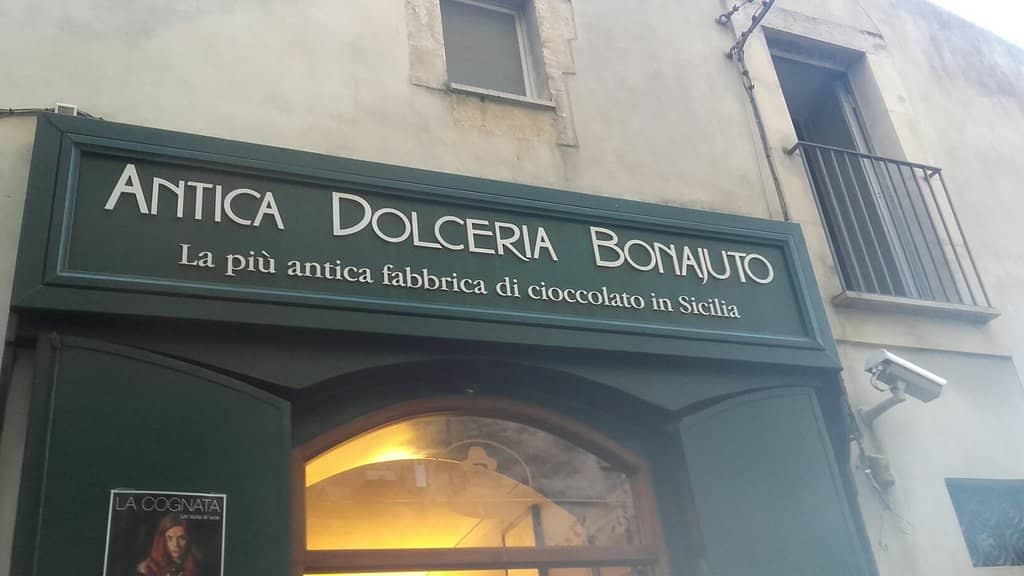 ANTICA DOLCERIA BONAJUTO
La più antica fabbrica di cioccolato in Sicilia
LA COGNATA